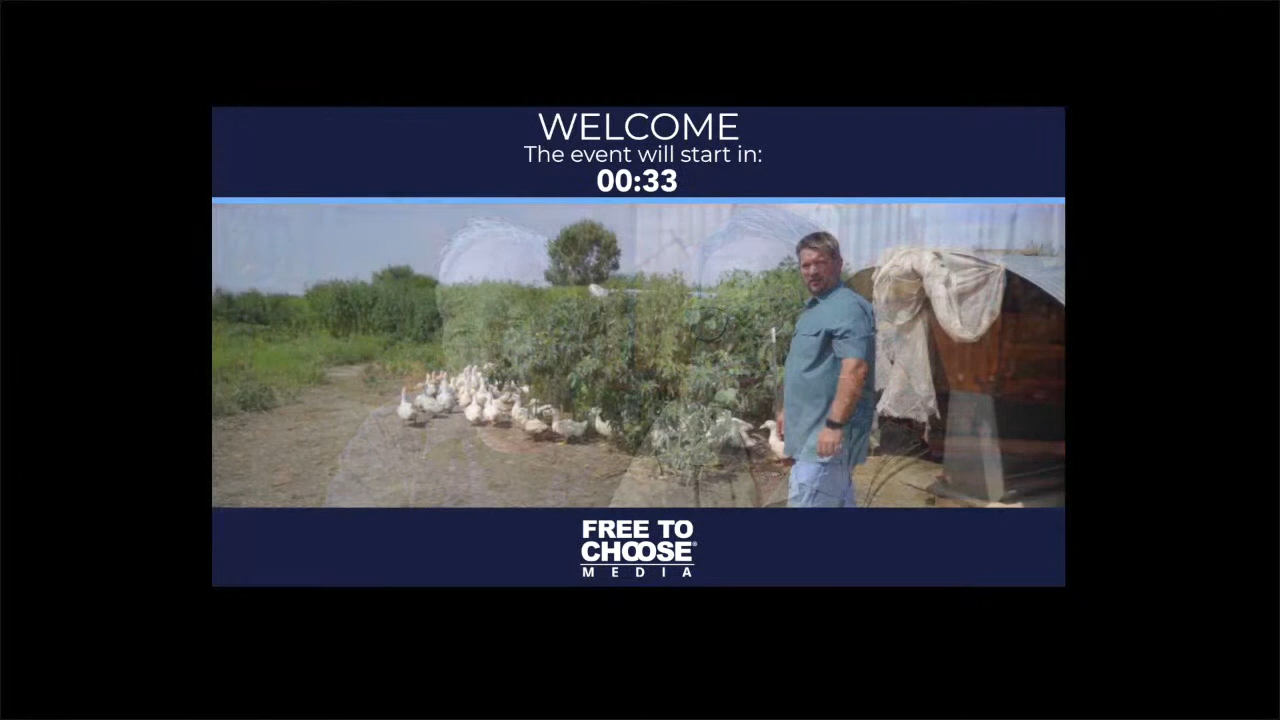 WELCOME
The event will start in:
00:33
FREE TO
CHOOSE®
MEDIA